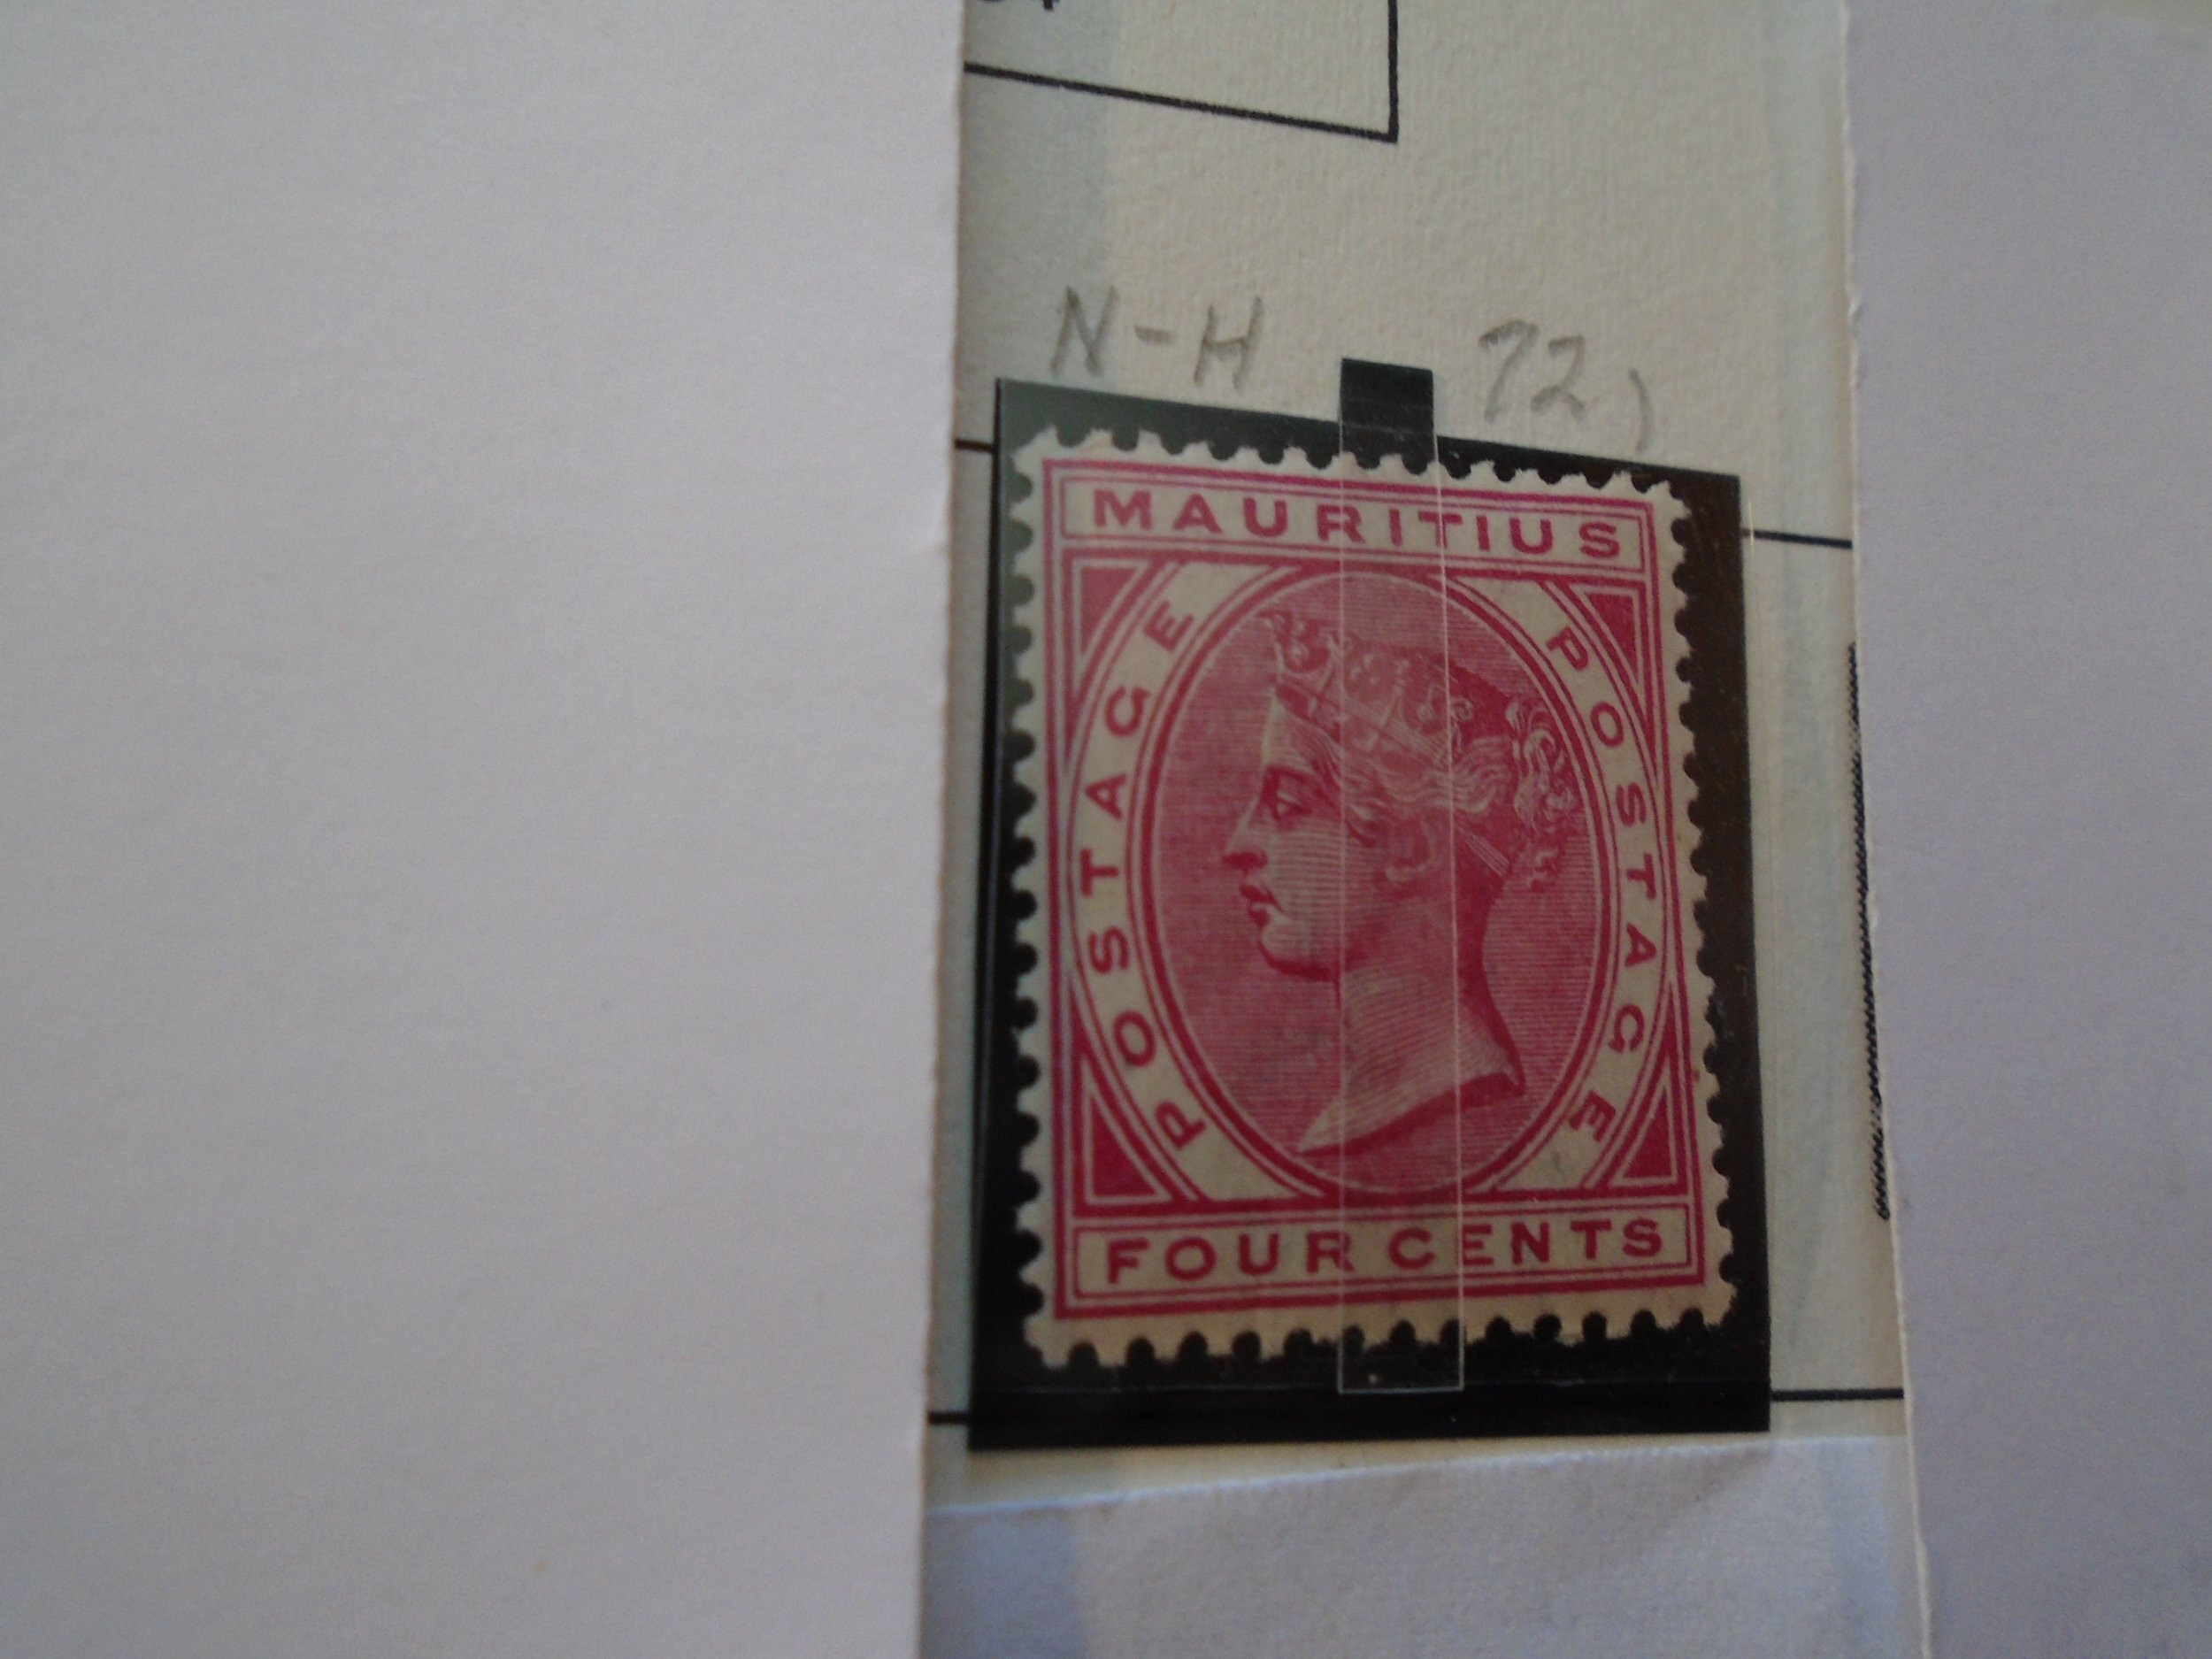 N-H 72,
MAURITIUS
POSTAGE
POSTAGE
FOUR CENTS